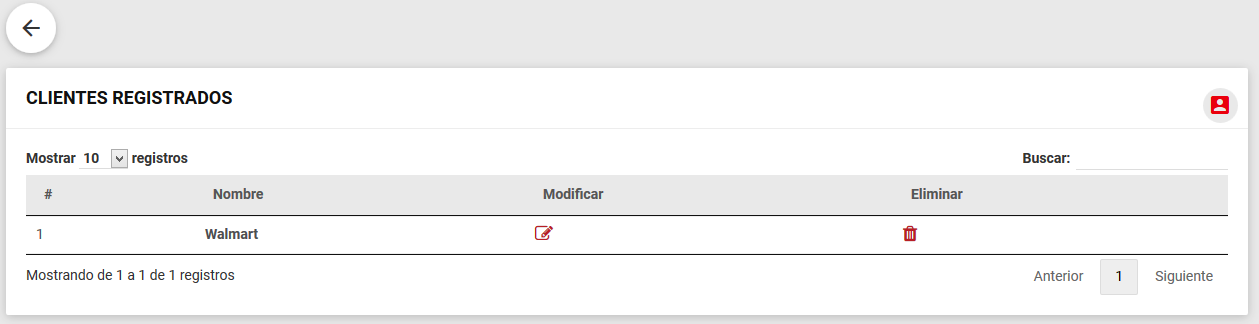 CLIENTES REGISTRADOS
Mostrar 10 registros Buscar:
# Nombre Modificar Eliminar
1 Walmart
Mostrando de 1 a 1 de 1 registros Anterior 1 Siguiente